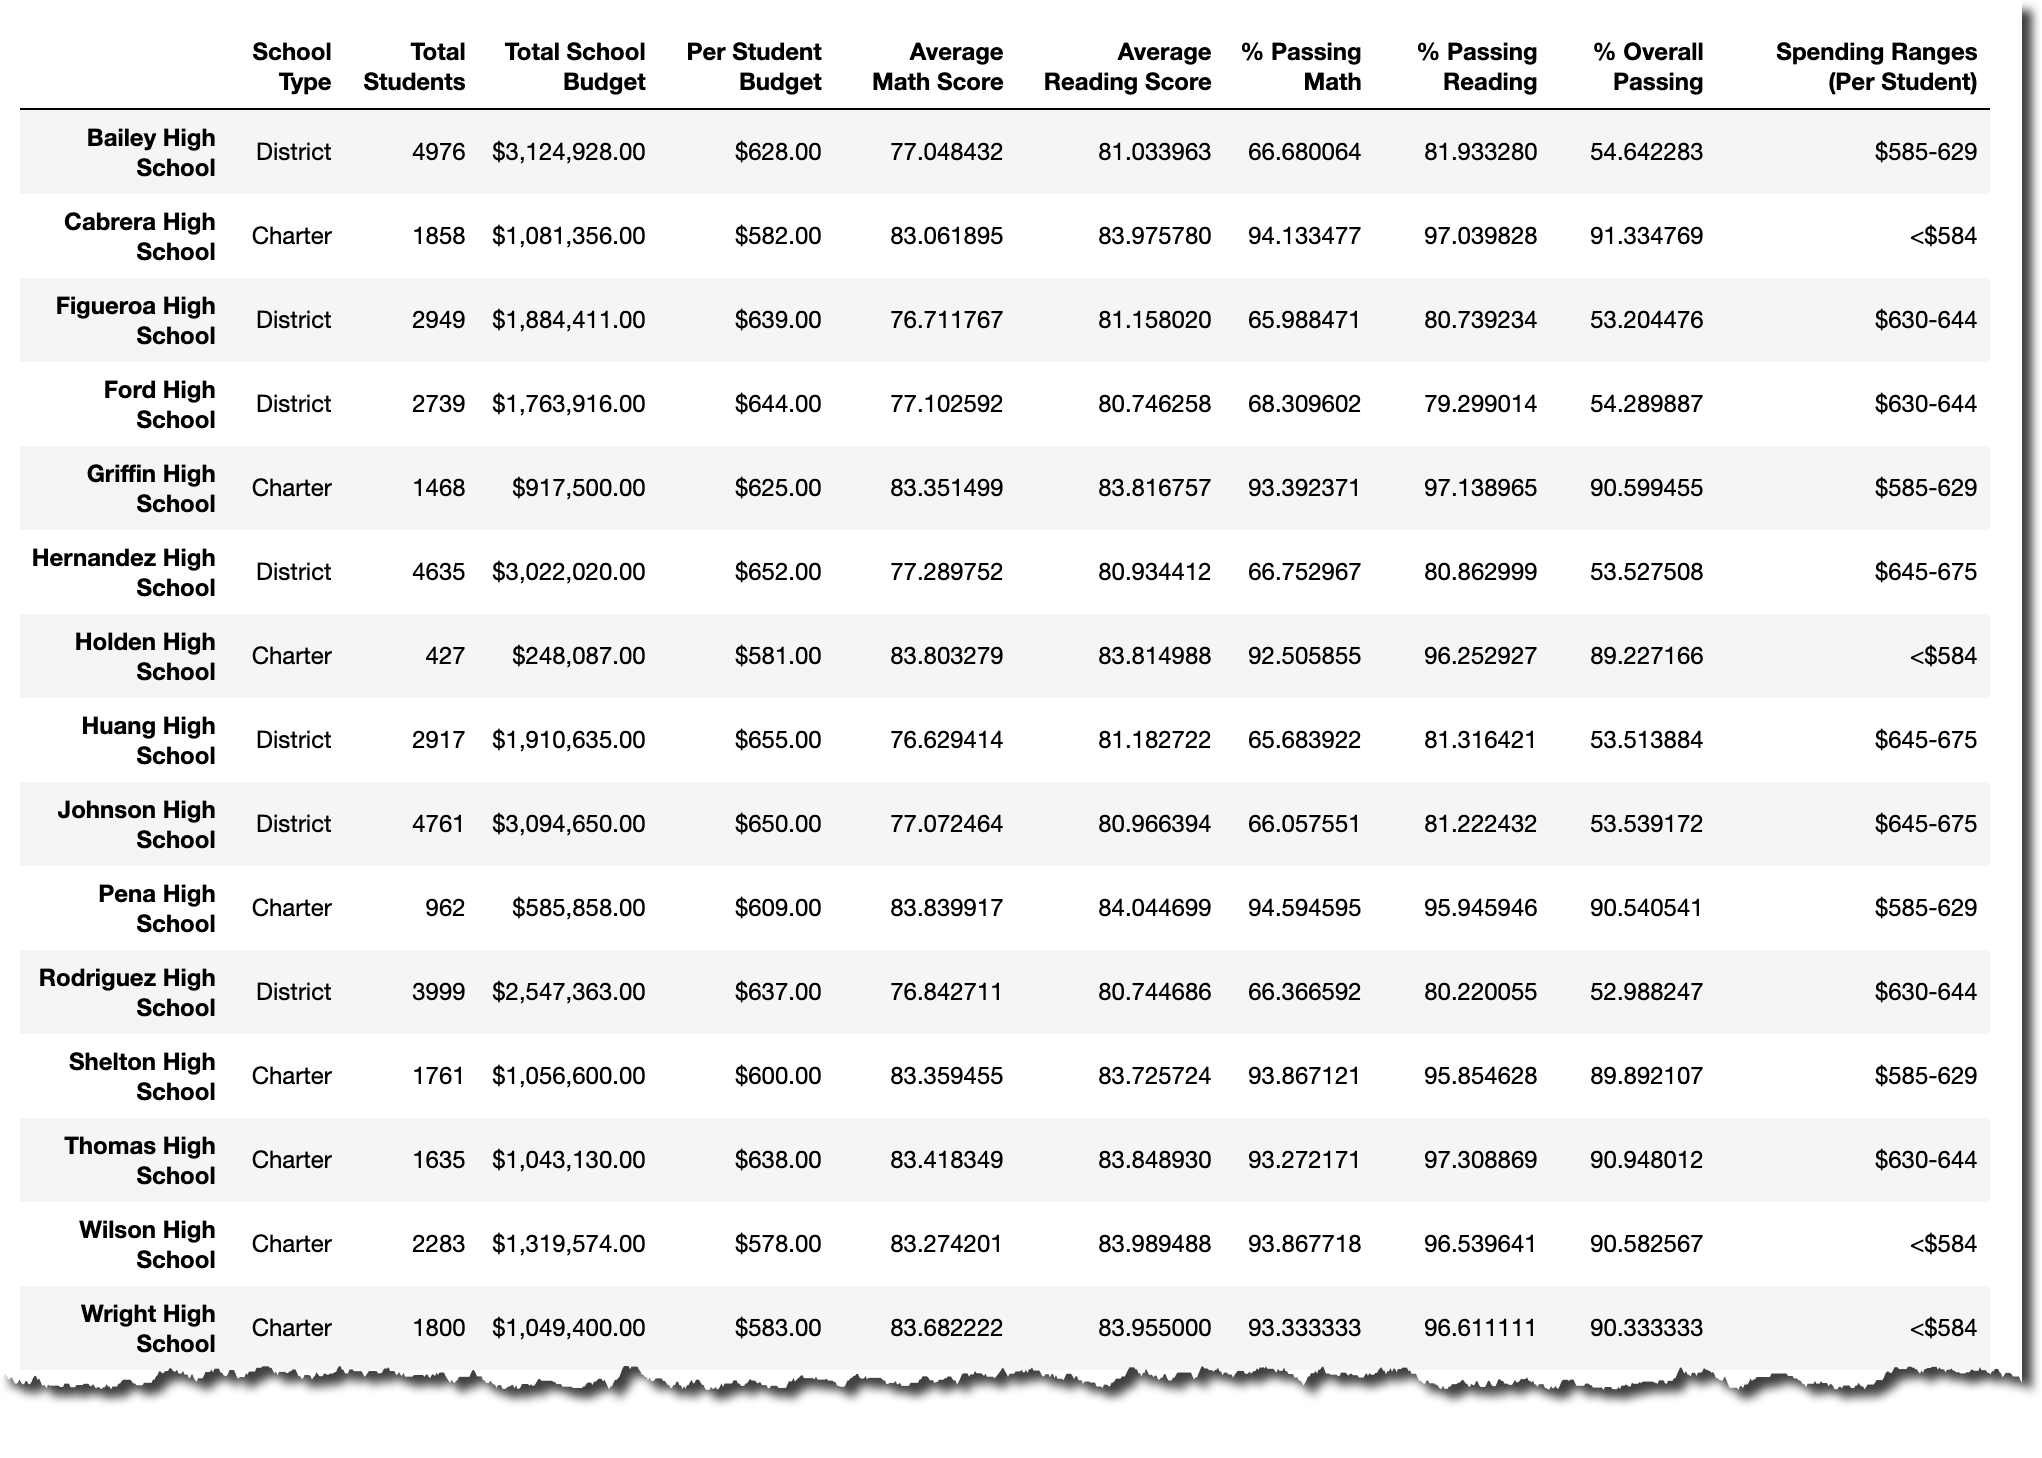 School Type Total Students Total School Budget Per Student Budget Average Math Score Average Reading Score % Passing Math % Passing Reading % Overall Passing Spending Ranges (Per Student)
Bailey High School District 4976 $3,124,928.00 $628.00 77.048432 81.033963 66.680064 81.933280 54.642283 $585-629
Cabrera High School Charter 1858 $1,081,356.00 $582.00 83.061895 83.975780 94.133477 97.039828 91.334769 <$584
Figueroa High School District 2949 $1,884,411.00 $639.00 76.711767 81.158020 65.988471 80.739234 53.204476 $630-644
Ford High School District 2739 $1,763,916.00 $644.00 77.102592 80.746258 68.309602 79.299014 54.289887 $630-644
Griffin High School Charter 1468 $917,500.00 $625.00 83.351499 83.816757 93.392371 97.138965 90.599455 $585-629
Hernandez High School District 4635 $3,022,020.00 $652.00 77.289752 80.934412 66.752967 80.862999 53.527508 $645-675
Holden High School Charter 427 $248,087.00 $581.00 83.803279 83.814988 92.505855 96.252927 89.227166 <$584
Huang High School District 2917 $1,910,635.00 $655.00 76.629414 81.182722 65.683922 81.316421 53.513884 $645-675
Johnson High School District 4761 $3,094,650.00 $650.00 77.072464 80.966394 66.057551 81.222432 53.539172 $645-675
Pena High School Charter 962 $585,858.00 $609.00 83.839917 84.044699 94.594595 95.945946 90.540541 $585-629
Rodriguez High School District 3999 $2,547,363.00 $637.00 76.842711 80.744686 66.366592 80.220055 52.988247 $630-644
Shelton High School Charter 1761 $1,056,600.00 $600.00 83.359455 83.725724 93.867121 95.854628 89.892107 $585-629
Thomas High School Charter 1635 $1,043,130.00 $638.00 83.418349 83.848930 93.272171 97.308869 90.948012 $630-644
Wilson High School Charter 2283 $1,319,574.00 $578.00 83.274201 83.989488 93.867718 96.539641 90.582567 <$584
Wright High School Charter 1800 $1,049,400.00 $583.00 83.682222 83.955000 93.333333 96.611111 90.333333 <$584